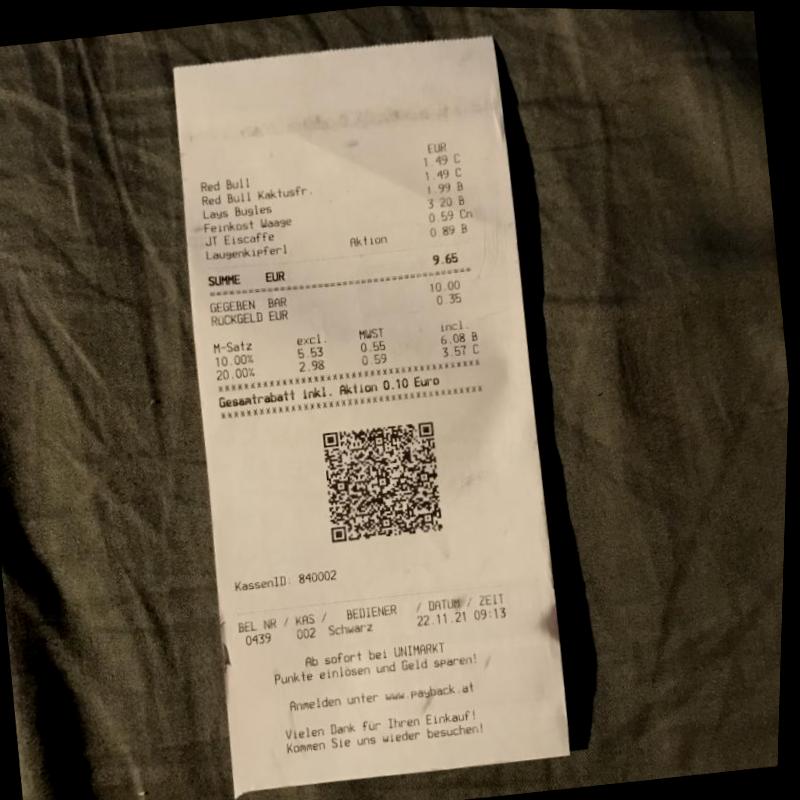 EUR
Red Bull 1.49 C
Red Bull Kaktusfr. 1.49 C
Lays Bugles 1.99 B
Feinkost Waage 3 20 B
JT Eiscaffe Aktion 0.59 Cn
Laugenkipferl 0 89 B
SUMME EUR 9.65
GEGEBEN BAR 10.00
RÜCKGELD EUR 0.35
M-Satz excl. MWST incl.
10.00% 5.53 0.55 6.08 B
20.00% 2.98 0.59 3.57 C
Gesamtrabatt inkl. Aktion 0.10 Euro
KassenID: 840002
BEL NR / KAS / BEDIENER / DATUM / ZEIT
0439 002 Schwarz 22.11.21 09:13
Ab sofort bei UNIMARKT
Punkte einlösen und Geld sparen!
Anmelden unter www.payback.at
Vielen Dank für Ihren Einkauf!
Kommen Sie uns wieder besuchen!